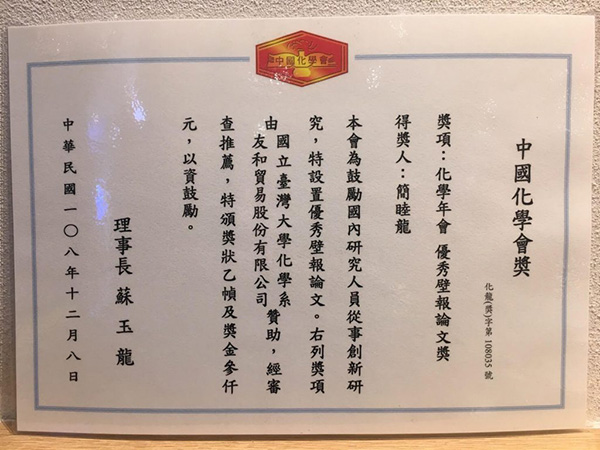 中國化學會
中國化學會獎
化龍(獎)字第 108035 號
獎項：化學年會 優秀壁報論文獎
得獎人：簡睦龍
本會為鼓勵國內研究人員從事創新研
究，特設置優秀壁報論文。右列獎項
由國立臺灣大學化學系
友和貿易股份有限公司
贊助，經審
查推薦，特頒獎狀乙幀及獎金參仟
元，以資鼓勵。
理事長 蘇玉龍
中華民國一〇八年十二月八日